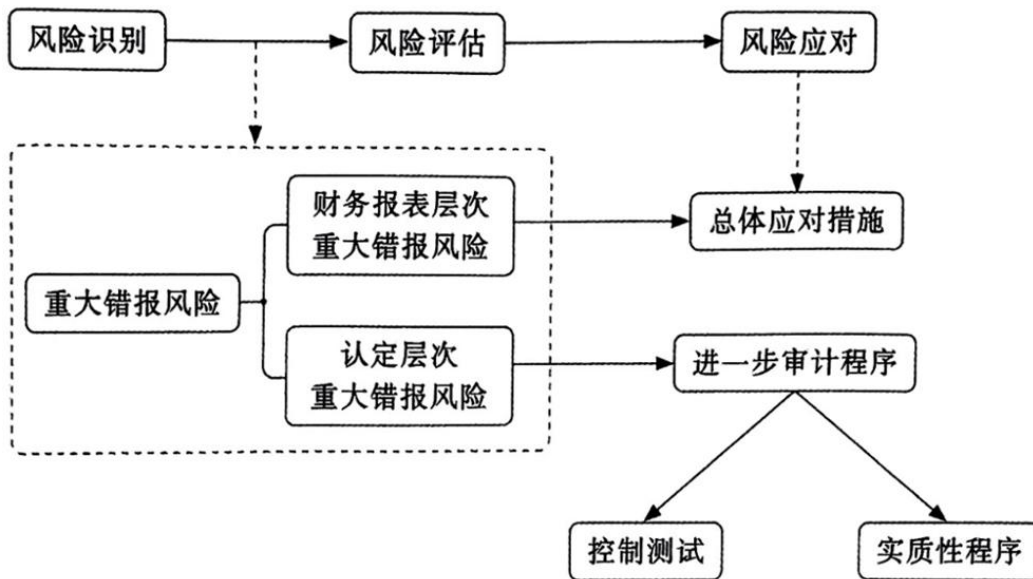 风险识别
风险评估
风险应对
财务报表层次
重大错报风险
总体应对措施
重大错报风险
认定层次
重大错报风险
进一步审计程序
控制测试
实质性程序